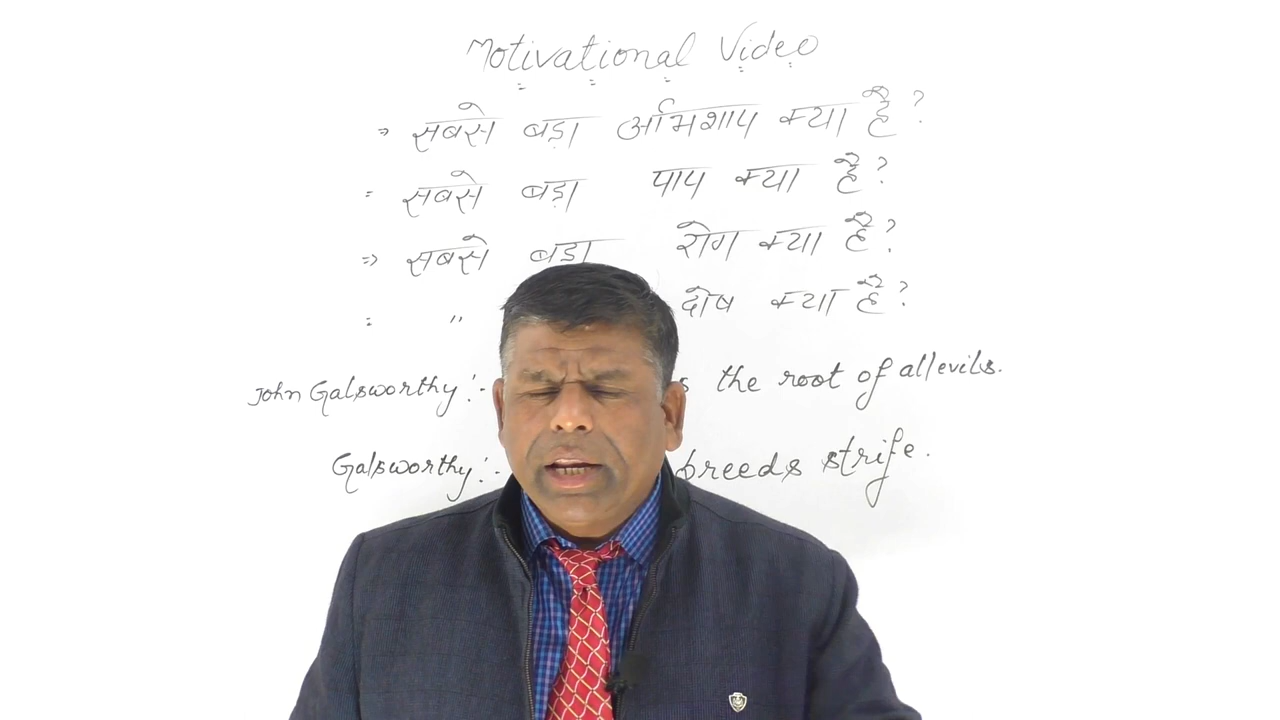 Motivational Video
⇒ सबसे बड़ा अभिशाप क्या है ?
= सबसे बड़ा पाप क्या है ?
⇒ सबसे बड़ा रोग क्या है ?
= " दोष क्या है ?
John Galsworthy :- the root of all evils.
Galsworthy :- breeds strife.